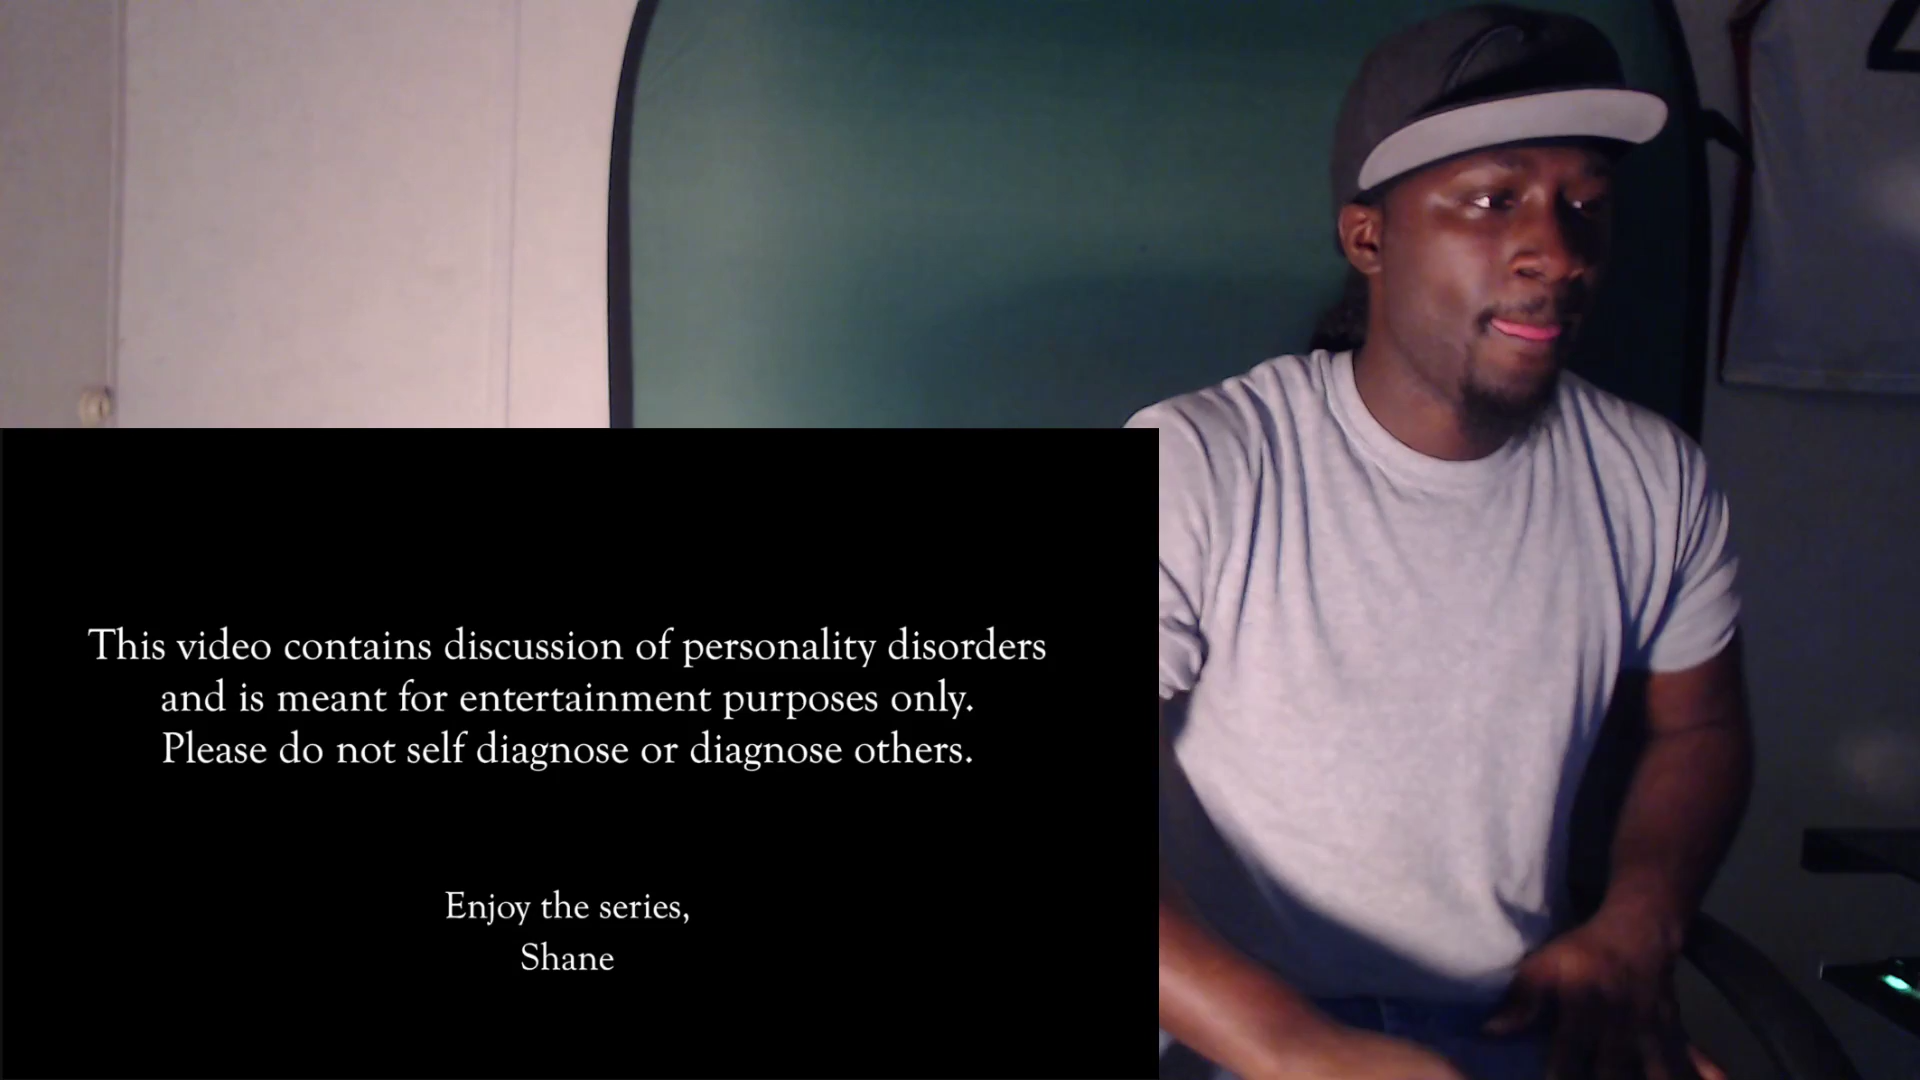 This video contains discussion of personality disorders
and is meant for entertainment purposes only.
Please do not self diagnose or diagnose others.
Enjoy the series,
Shane